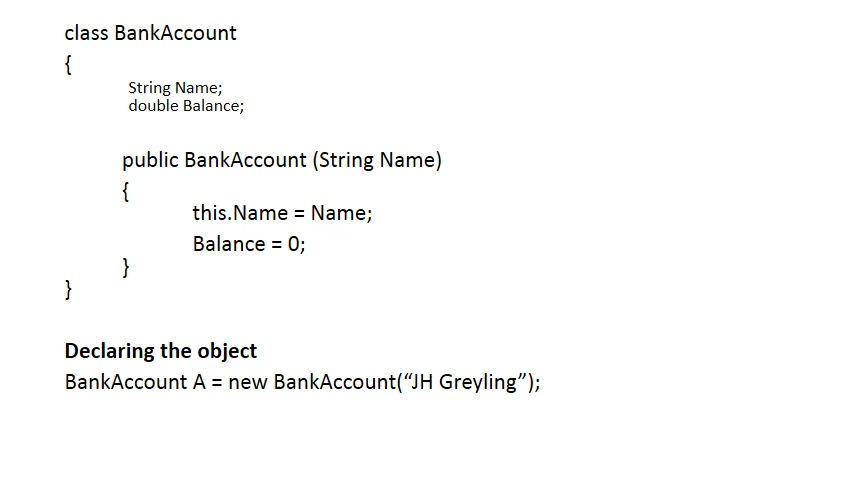 class BankAccount
{
String Name;
double Balance;
public BankAccount (String Name)
{
this.Name = Name;
Balance = 0;
}
}
Declaring the object
BankAccount A = new BankAccount(“JH Greyling”);